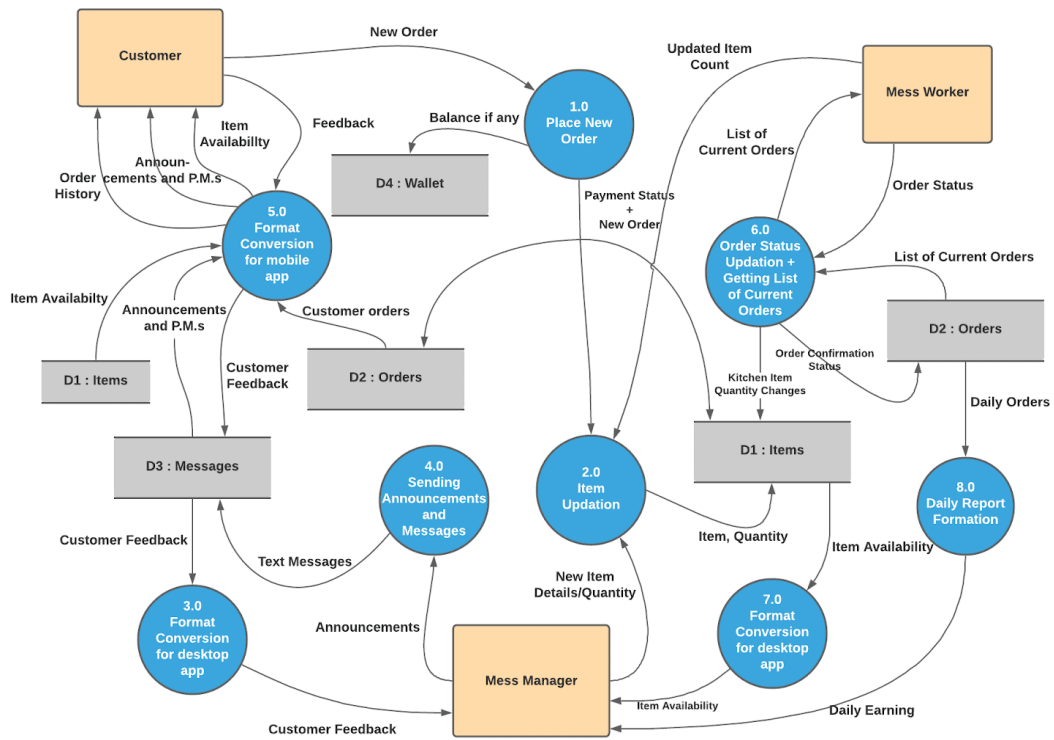 Customer
New Order
Updated Item
Count
Mess Worker
1.0
Place New
Order
Balance if any
Feedback
Item
Availabillty
Announ-
cements and P.M.s
Order
History
D4 : Wallet
List of
Current Orders
Order Status
Payment Status
+
New Order
5.0
Format
Conversion
for mobile
app
6.0
Order Status
Updation +
Getting List
of Current
Orders
List of Current Orders
Item Availabilty
Announcements
and P.M.s
Customer orders
D2 : Orders
D1 : Items
Customer
Feedback
D2 : Orders
Order Confirmation
Status
Kitchen Item
Quantity Changes
Daily Orders
D3 : Messages
4.0
Sending
Announcements
and
Messages
2.0
Item
Updation
D1 : Items
8.0
Daily Report
Formation
Customer Feedback
Text Messages
Item, Quantity
Item Availability
New Item
Details/Quantity
3.0
Format
Conversion
for desktop
app
Announcements
7.0
Format
Conversion
for desktop
app
Mess Manager
Item Availability
Daily Earning
Customer Feedback